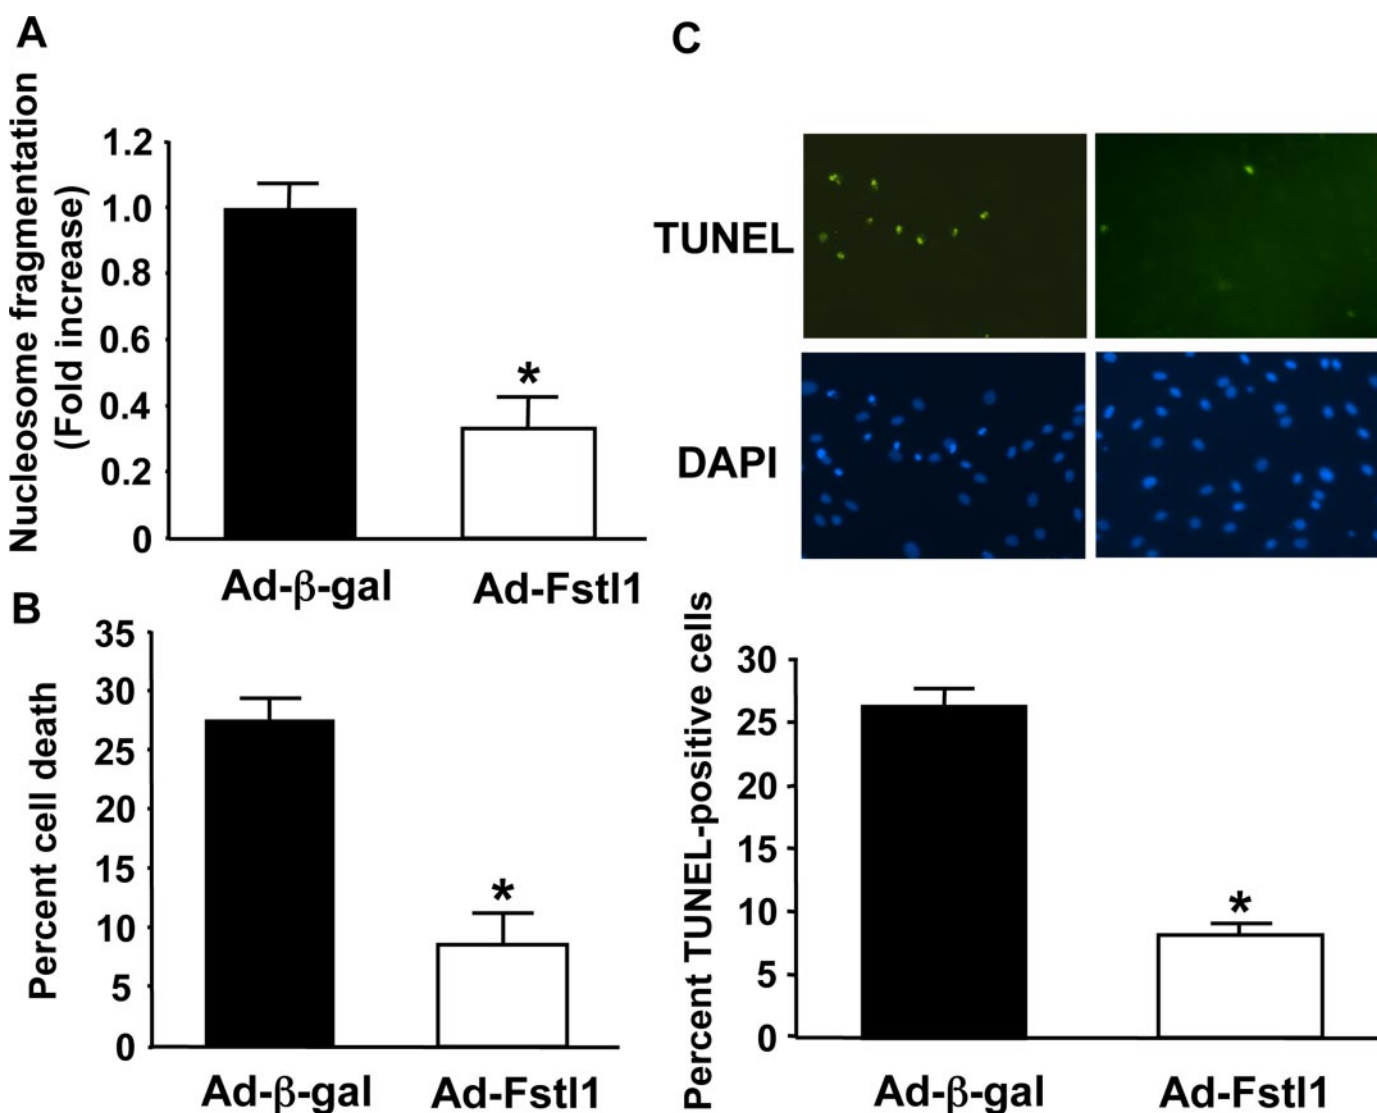 A
Nucleosome fragmentation
(Fold increase)
1.2
1.0
0.8
0.6
0.4
0.2
0
*
Ad-β-gal
Ad-Fstl1
B
Percent cell death
35
30
25
20
15
10
5
0
*
Ad-β-gal
Ad-Fstl1
C
TUNEL
DAPI
Percent TUNEL-positive cells
30
25
20
15
10
5
0
*
Ad-β-gal
Ad-Fstl1